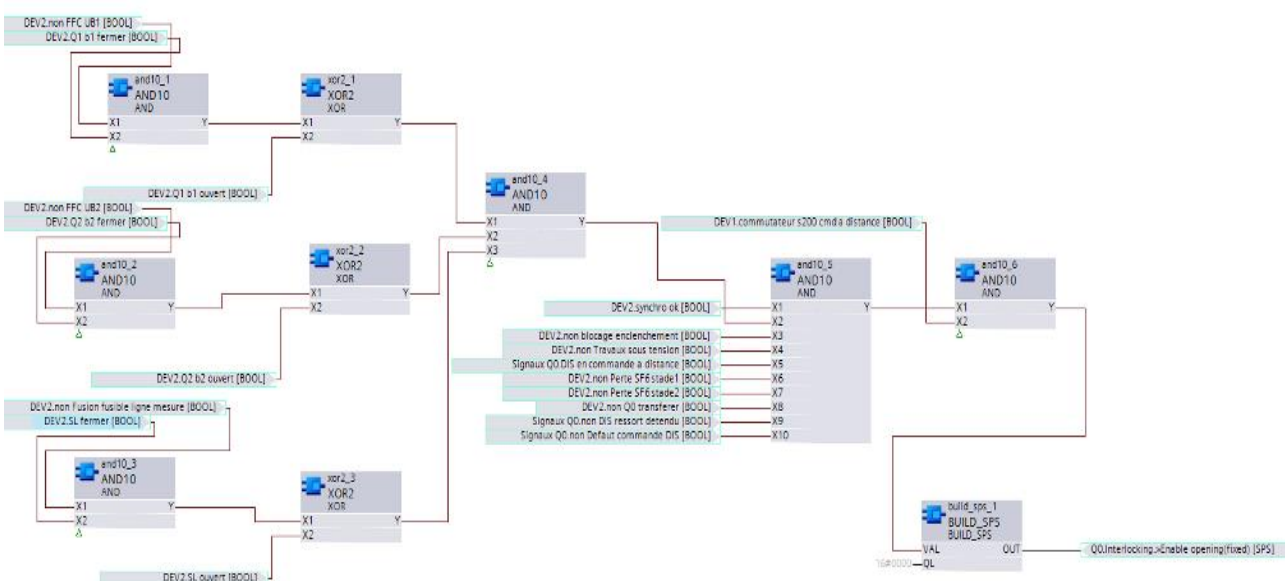 DEV2.non FFC UB1 [BOOL]
DEV2.Q1 b1 fermer [BOOL]
and10_1
AND10
AND
X1
Y
X2
xor2_1
XOR2
XOR
X1
Y
X2
DEV2.Q1 b1 ouvert [BOOL]
DEV2.non FFC UB2 [BOOL]
DEV2.Q2 b2 fermer [BOOL]
and10_2
AND10
AND
X1
Y
X2
xor2_2
XOR2
XOR
X1
Y
X2
DEV2.Q2 b2 ouvert [BOOL]
DEV2.non Fusion fusible ligne mesure [BOOL]
DEV2.SL fermer [BOOL]
and10_3
AND10
AND
X1
Y
X2
xor2_3
XOR2
XOR
X1
Y
X2
DEV2.SL ouvert [BOOL]
and10_4
AND10
AND
X1
Y
X2
X3
DEV1.commutateur s200 cmd a distance [BOOL]
DEV2.synchro ok [BOOL]
DEV2.non blocage enclenchement [BOOL]
DEV2.non Travaux sous tension [BOOL]
Signaux Q0.DIS en commande a distance [BOOL]
DEV2.non Perte SF6 stade1 [BOOL]
DEV2.non Perte SF6 stade2 [BOOL]
DEV2.non Q0 transferer [BOOL]
Signaux Q0.non DIS ressort detendu [BOOL]
Signaux Q0.non Defaut commande DIS [BOOL]
and10_5
AND10
AND
X1
Y
X2
X3
X4
X5
X6
X7
X8
X9
X10
and10_6
AND10
AND
X1
Y
X2
build_sps_1
BUILD_SPS
BUILD_SPS
VAL
OUT
16#0000
QL
Q0.Interlocking.>Enable opening(fixed) [SPS]